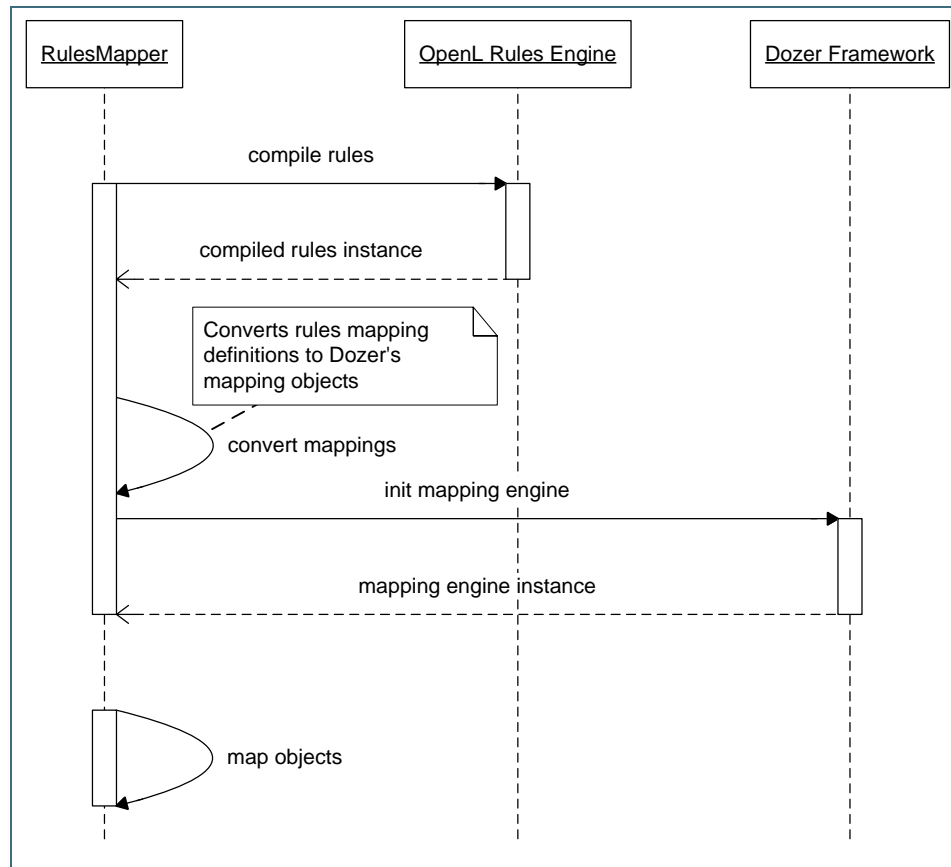 RulesMapper
OpenL Rules Engine
Dozer Framework
compile rules
compiled rules instance
Converts rules mapping
definitions to Dozer's
mapping objects
convert mappings
init mapping engine
mapping engine instance
map objects